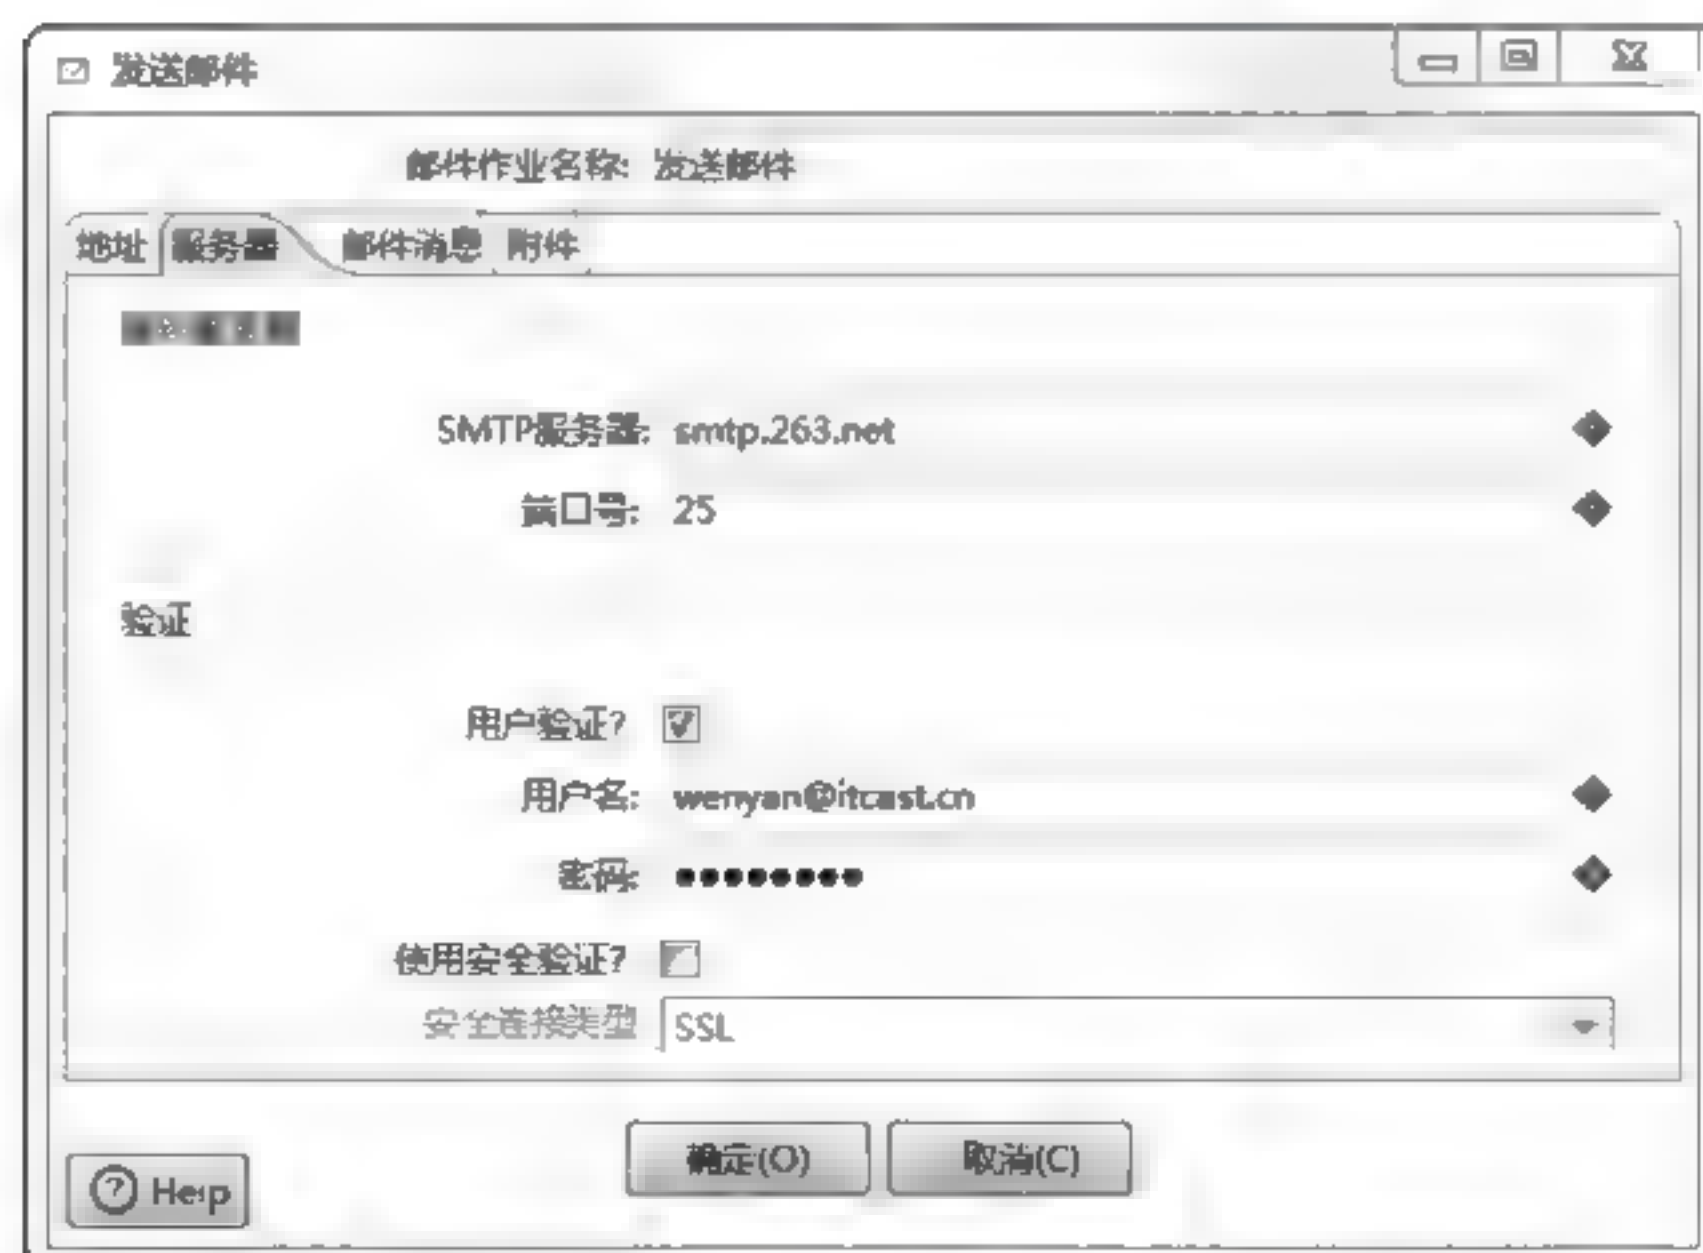 发送邮件
邮件作业名称: 发送邮件
地址 服务器 邮件消息 附件
SMTP服务器: smtp.263.net
端口号: 25
验证
用户验证?
用户名: wenyan@itcast.cn
密码: ●●●●●●●●
使用安全验证?
安全连接类型 SSL
确定(O) 取消(C)
Help